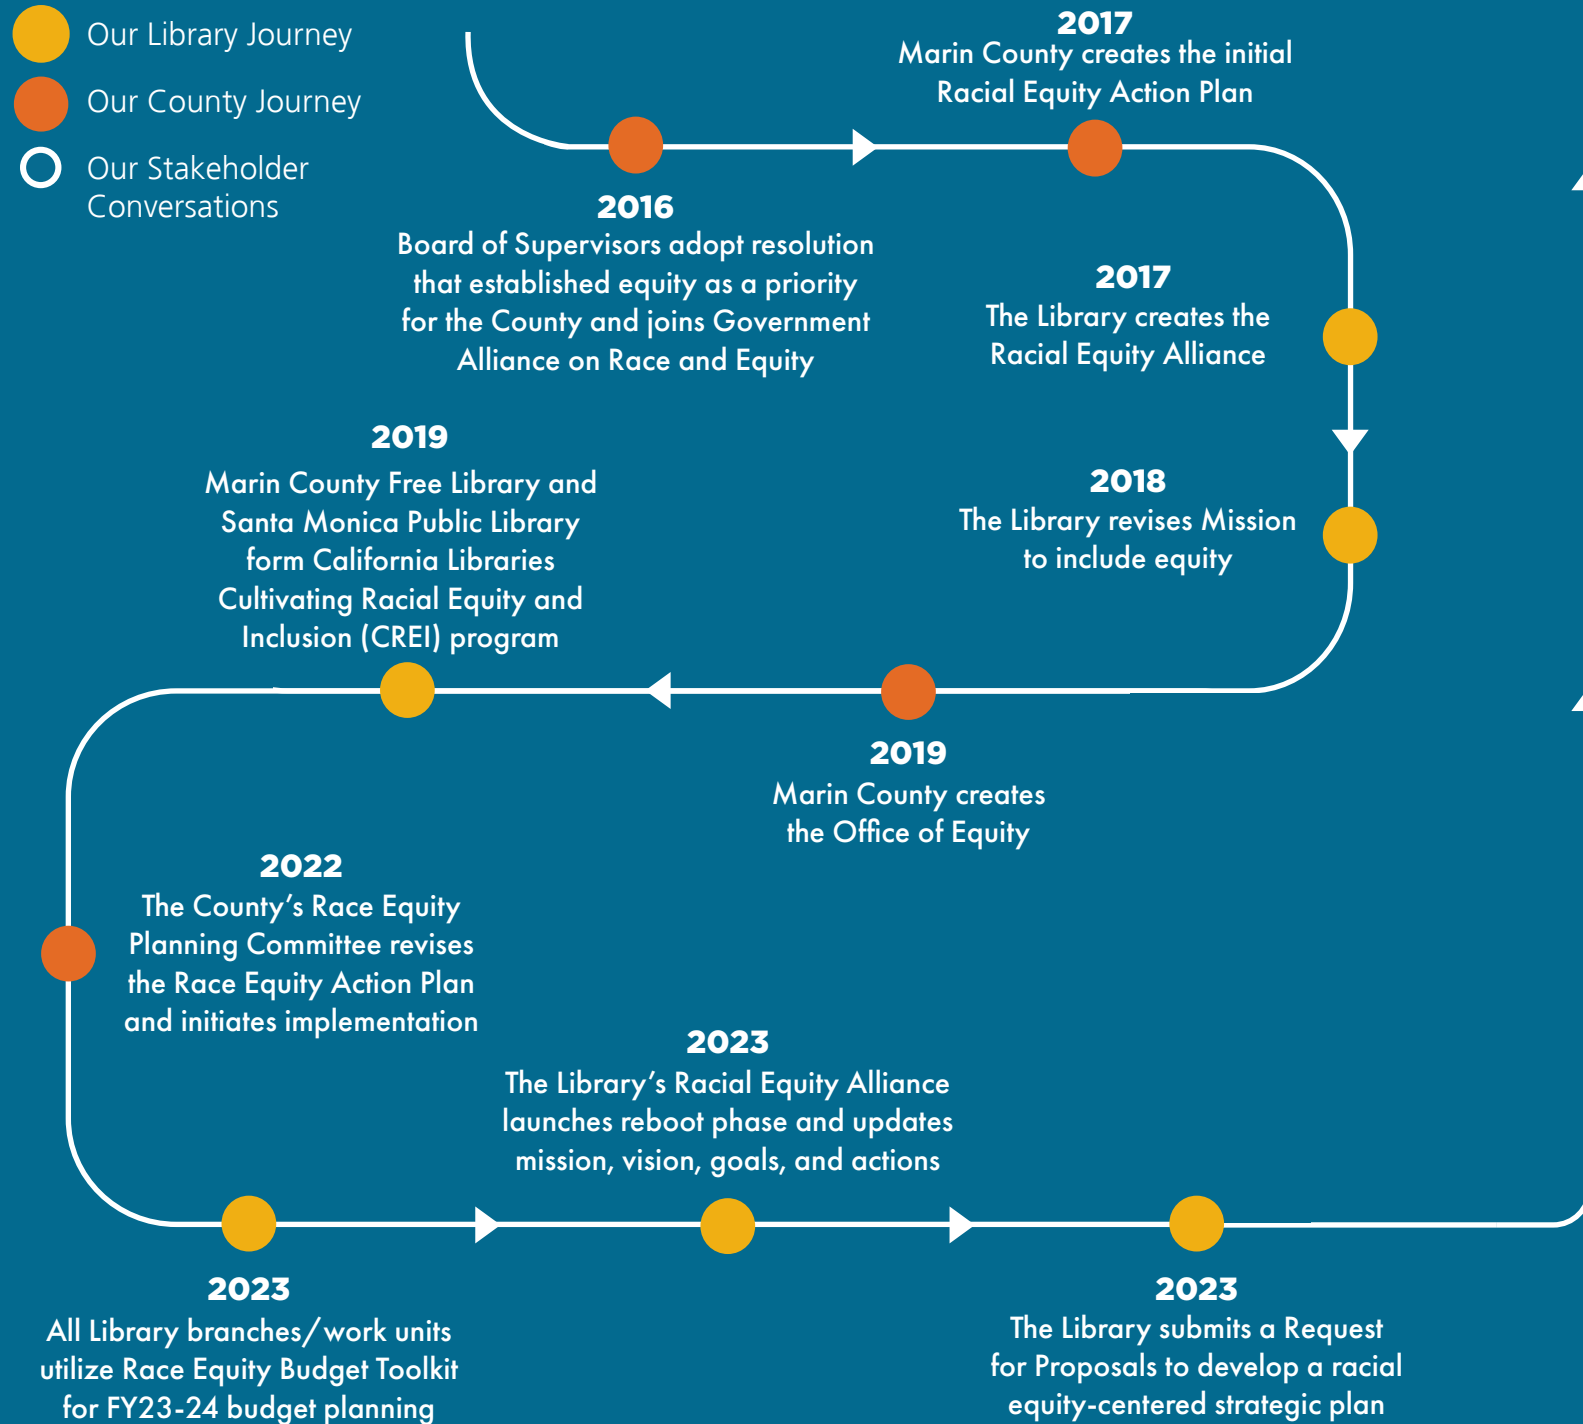 Our Library Journey
Our County Journey
Our Stakeholder
Conversations
2016
Board of Supervisors adopt resolution
that established equity as a priority
for the County and joins Government
Alliance on Race and Equity
2017
Marin County creates the initial
Racial Equity Action Plan
2017
The Library creates the
Racial Equity Alliance
2018
The Library revises Mission
to include equity
2019
Marin County creates
the Office of Equity
2019
Marin County Free Library and
Santa Monica Public Library
form California Libraries
Cultivating Racial Equity and
Inclusion (CREI) program
2022
The County’s Race Equity
Planning Committee revises
the Race Equity Action Plan
and initiates implementation
2023
All Library branches/work units
utilize Race Equity Budget Toolkit
for FY23-24 budget planning
2023
The Library’s Racial Equity Alliance
launches reboot phase and updates
mission, vision, goals, and actions
2023
The Library submits a Request
for Proposals to develop a racial
equity-centered strategic plan